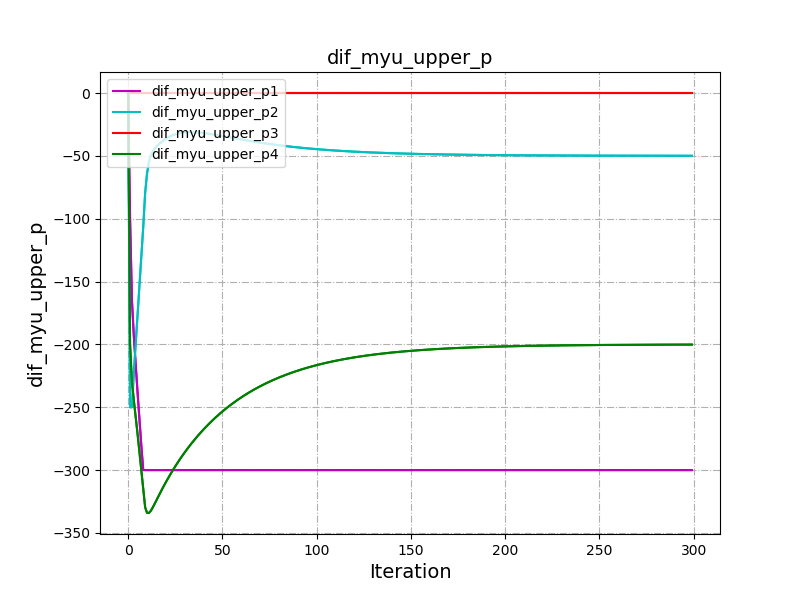 dif_myu_upper_p
dif_myu_upper_p1
dif_myu_upper_p2
dif_myu_upper_p3
dif_myu_upper_p4
0
−50
−100
−150
−200
−250
−300
−350
dif_myu_upper_p
0 50 100 150 200 250 300
Iteration